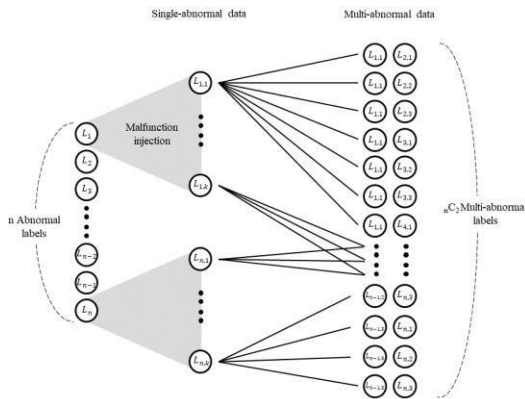 Single-abnormal data
Multi-abnormal data
L1,1
L1,k
Ln,1
Ln,k
Malfunction
injection
L1
L2
L3
Ln−2
Ln−1
Ln
n Abnormal
labels
L1,1 L2,1
L1,1 L2,2
L1,1 L2,3
L1,1 L3,1
L1,1 L3,2
L1,1 L3,3
L1,1 L4,1
Ln,3
Ln,1
Ln,2
Ln,3
nC2 Multi-abnorma
labels